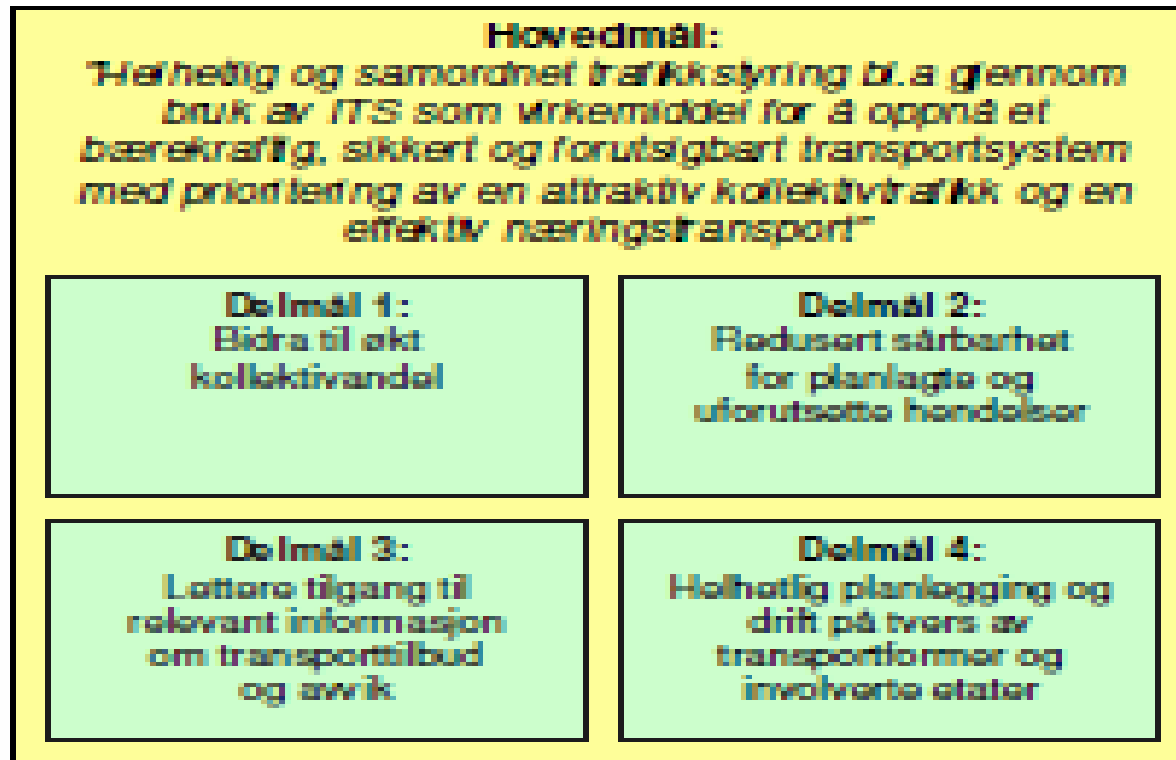 Hovedmål:
"Helhetlig og samordnet trafikkstyring bl.a gjennom
bruk av ITS som virkemiddel for å oppnå et
bærekraftig, sikkert og forutsigbart transportsystem
med prioritering av en attraktiv kollektivtrafikk og en
effektiv næringstransport"
Delmål 1:
Bidra til økt
kollektivandel
Delmål 2:
Redusert sårbarhet
for planlagte og
uforutsette hendelser
Delmål 3:
Lettere tilgang til
relevant informasjon
om transporttilbud
og avvik
Delmål 4:
Helhetlig planlegging og
drift på tvers av
transportformer og
involverte etater